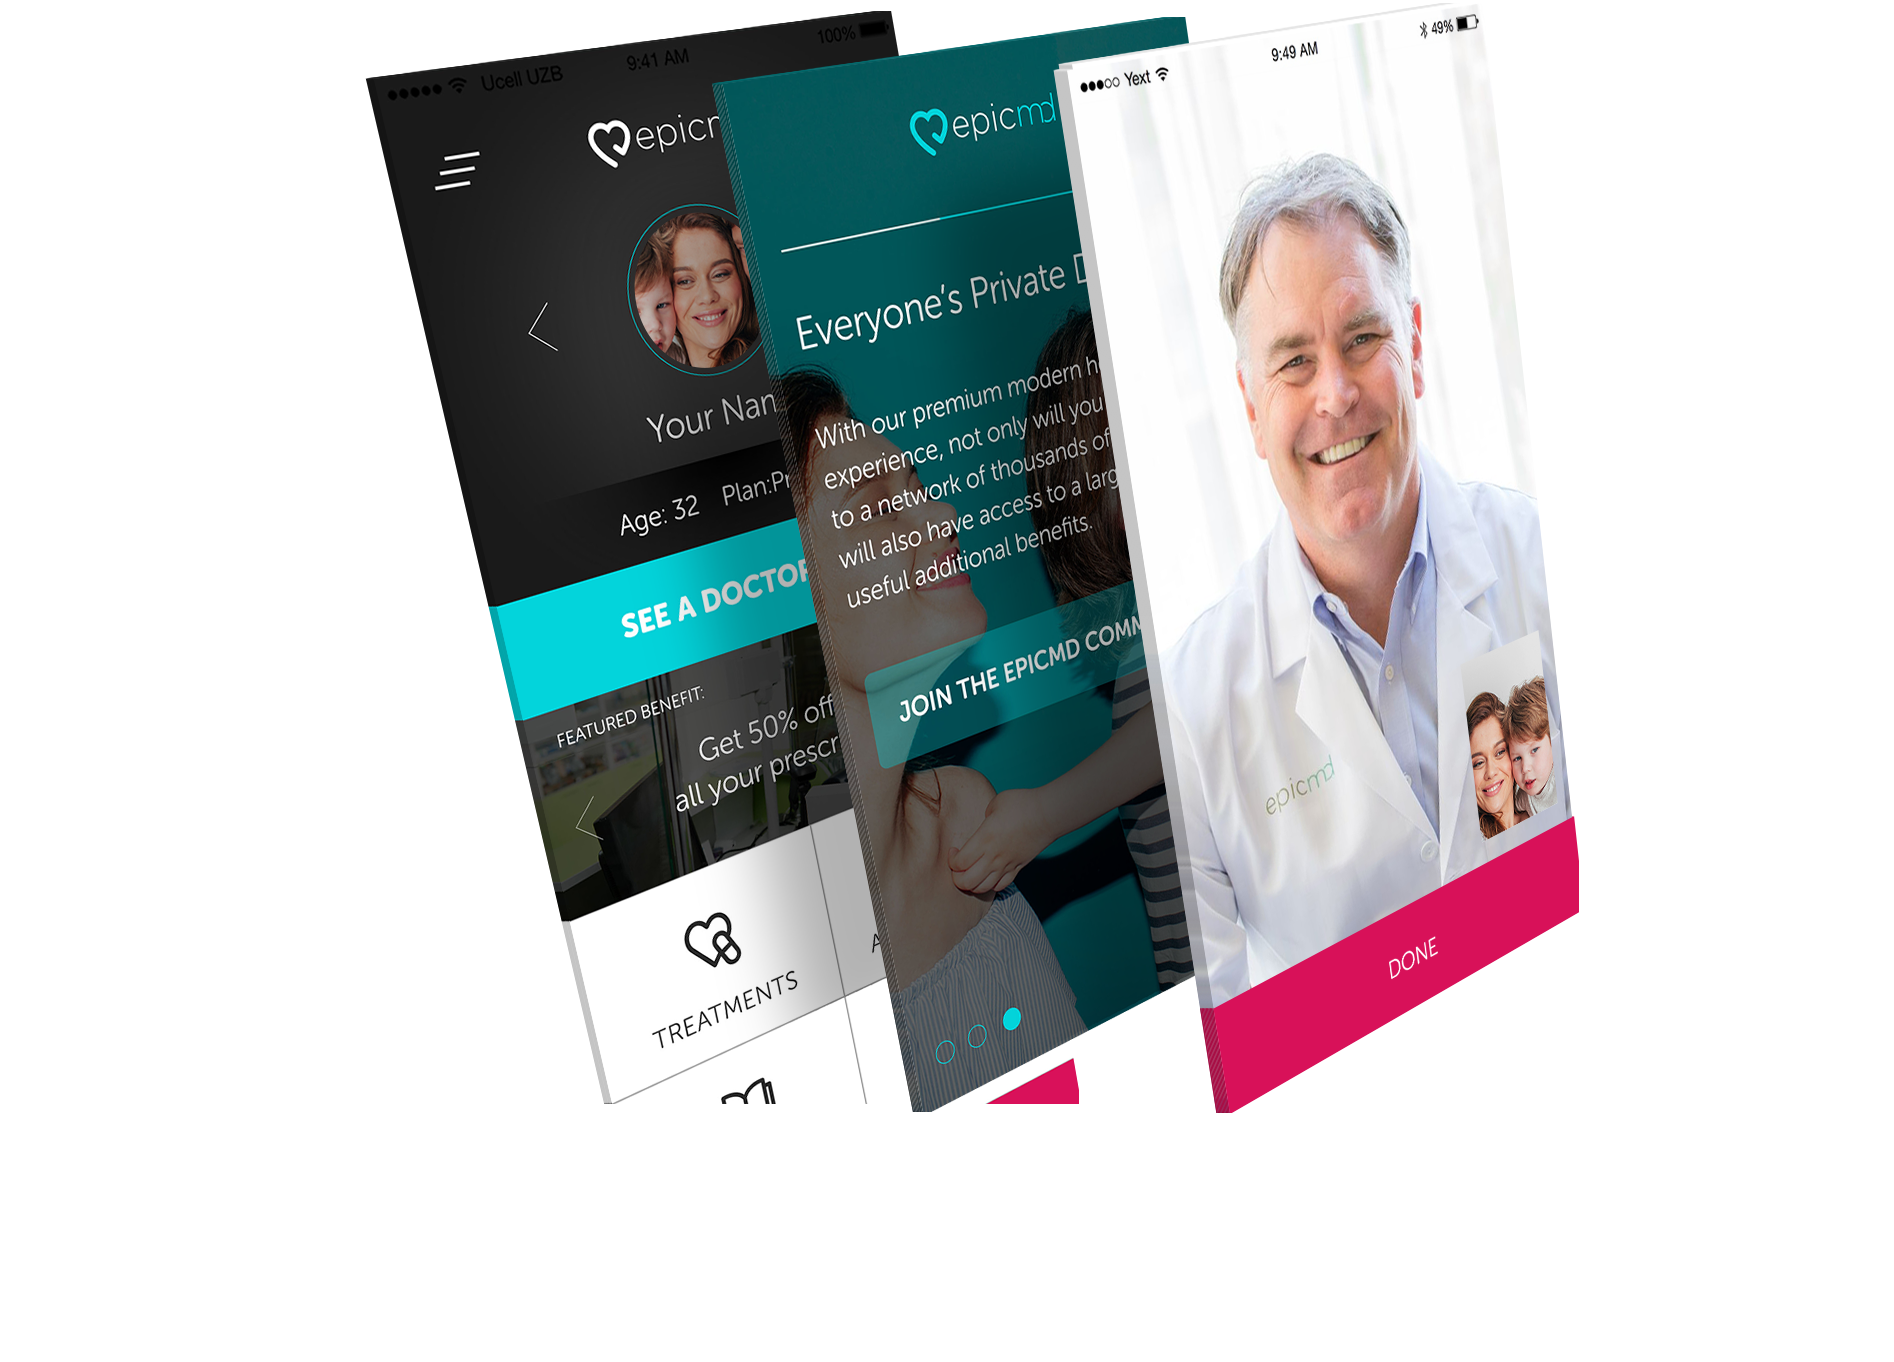 Ucell UZB 9:41 AM 100%
epicm
Your Nam
Age: 32 Plan:Pr
SEE A DOCTOR
FEATURED BENEFIT:
Get 50% off
all your prescr
TREATMENTS
A
epicmd
Everyone's Private D
With our premium modern he
experience, not only will you
to a network of thousands of
will also have access to a larg
useful additional benefits.
JOIN THE EPICMD COMM
Yext 9:49 AM 49%
epicmd
DONE